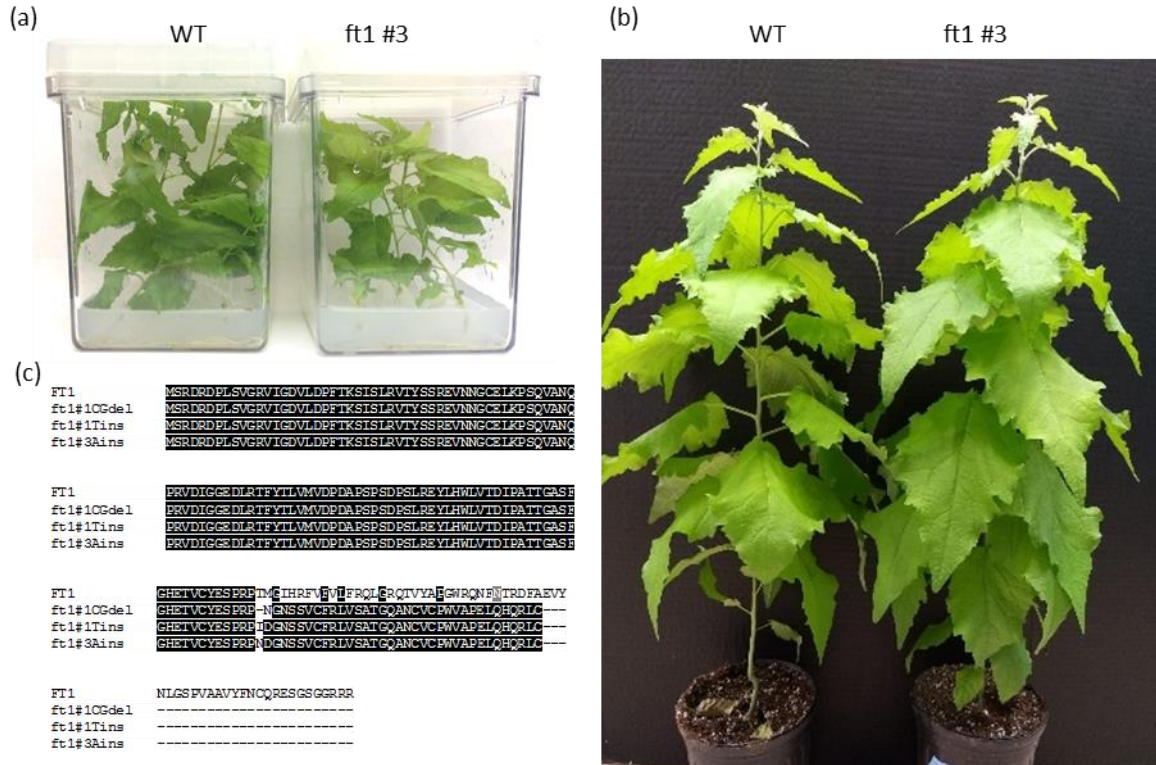 (a)
WT ft1 #3
(b)
WT ft1 #3
(c)
FT1 MSRDRDPLSVGRVIGDVLDPFTKSISLRVTYSSREVNNGCELKPSQVANQ
ft1#1CGdel MSRDRDPLSVGRVIGDVLDPFTKSISLRVTYSSREVNNGCELKPSQVANQ
ft1#1Tins MSRDRDPLSVGRVIGDVLDPFTKSISLRVTYSSREVNNGCELKPSQVANQ
ft1#3Ains MSRDRDPLSVGRVIGDVLDPFTKSISLRVTYSSREVNNGCELKPSQVANQ
FT1 PRVDIGGEDLRTFYTLVMVDPDAPSPSDPSLREYLHWLVTDIPATTGASF
ft1#1CGdel PRVDIGGEDLRTFYTLVMVDPDAPSPSDPSLREYLHWLVTDIPATTGASF
ft1#1Tins PRVDIGGEDLRTFYTLVMVDPDAPSPSDPSLREYLHWLVTDIPATTGASF
ft1#3Ains PRVDIGGEDLRTFYTLVMVDPDAPSPSDPSLREYLHWLVTDIPATTGASF
FT1 GHETVCYESPRPTMGIHRFVFVLFRQLGRQTVYAPGWRQNFNTRDFAEVY
ft1#1CGdel GHETVCYESPRP-NGNSSVCFRLVSATGQANCVCPWVAPELQHQRLC---
ft1#1Tins GHETVCYESPRPIDGNSSVCFRLVSATGQANCVCPWVAPELQHQRLC---
ft1#3Ains GHETVCYESPRPNDGNSSVCFRLVSATGQANCVCPWVAPELQHQRLC---
FT1 NLGSPVAAVYFNCQRESGSGGRRR
ft1#1CGdel ------------------------
ft1#1Tins ------------------------
ft1#3Ains ------------------------